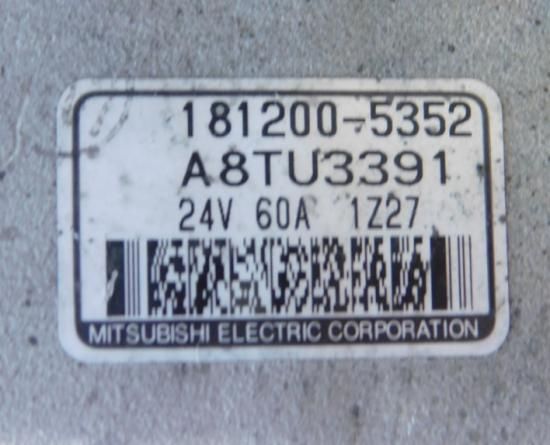 181200-5352
A8TU3391
24V 60A 1Z27
MITSUBISHI ELECTRIC CORPORATION